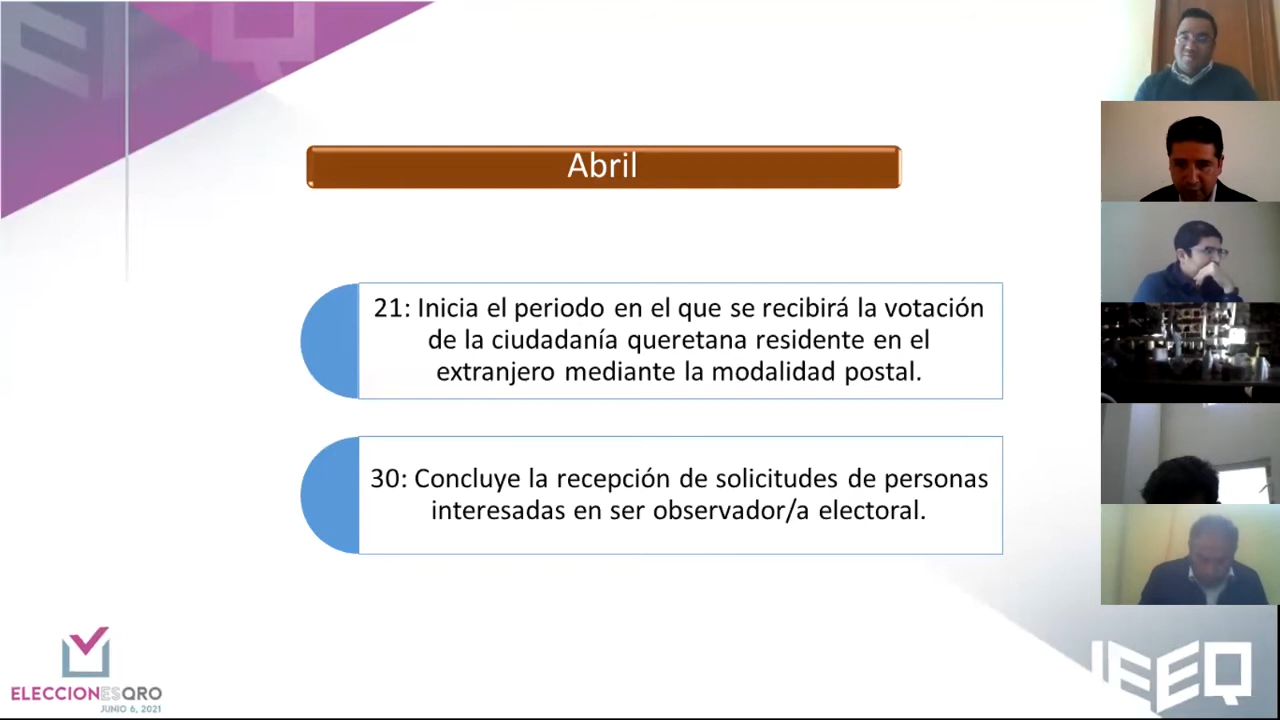 EQ
Abril
21: Inicia el periodo en el que se recibirá la votación
de la ciudadanía queretana residente en el
extranjero mediante la modalidad postal.
30: Concluye la recepción de solicitudes de personas
interesadas en ser observador/a electoral.
ELECCIONESQRO
JUNIO 6, 2021
IEEQ